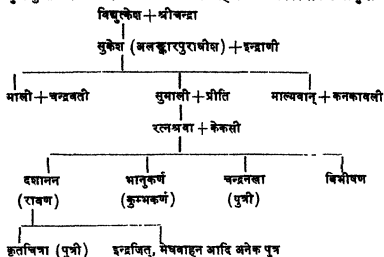 विद्युत्केश+श्रीचन्द्रा
सुकेश (अलङ्कारपुराधीश)+इन्द्राणी
माली+चन्द्रवती सुमाली+प्रीति माल्यवान्+कनकावली
रत्नश्रवा+केकसी
दशानन भानुकर्ण चन्द्रनखा बिभीषण
(रावण) (कुम्भकर्ण) (पुत्री)
कृतचित्रा (पुत्री) इन्द्रजित्, मेघवाहन आदि अनेक पुत्र